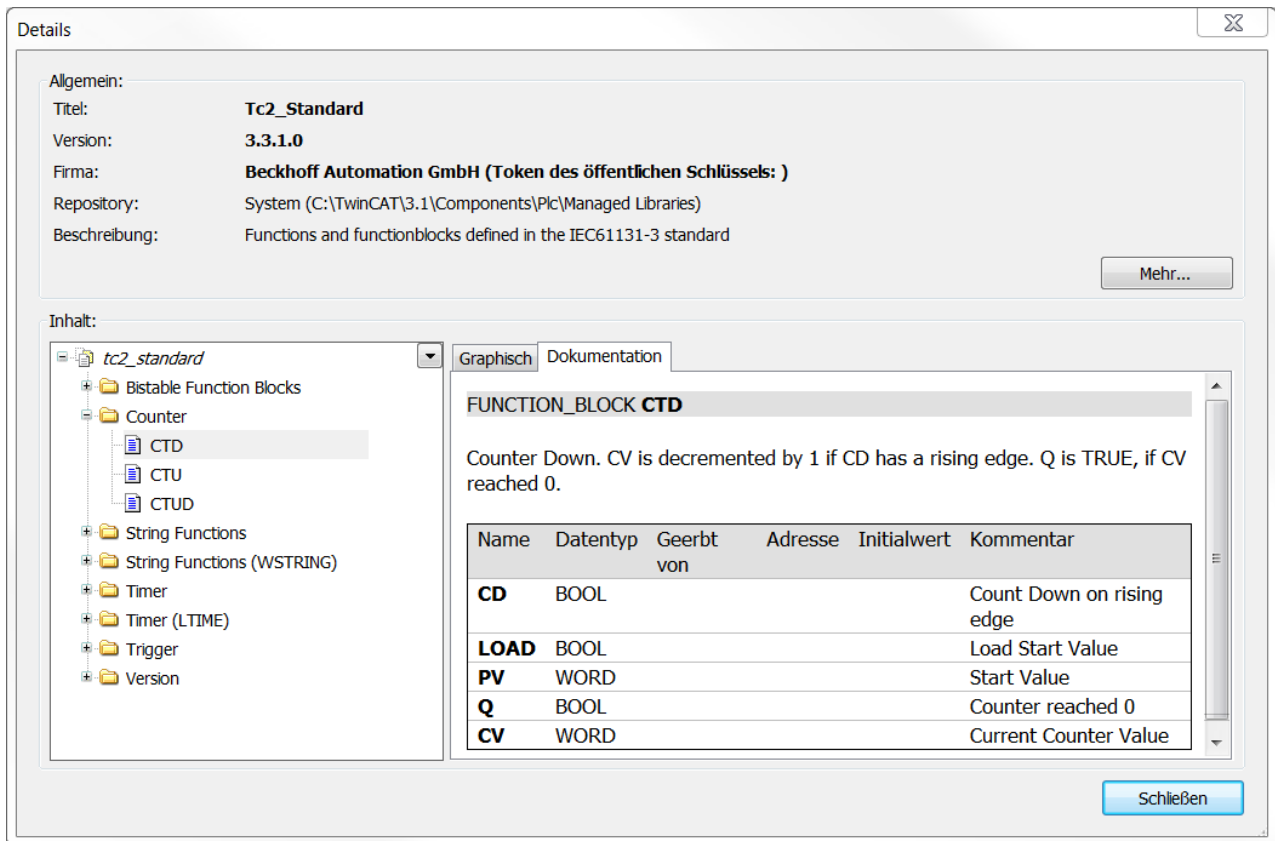 Details
Allgemein:
Titel: Tc2_Standard
Version: 3.3.1.0
Firma: Beckhoff Automation GmbH (Token des öffentlichen Schlüssels: )
Repository: System (C:\TwinCAT\3.1\Components\Plc\Managed Libraries)
Beschreibung: Functions and functionblocks defined in the IEC61131-3 standard
Mehr...
Inhalt:
tc2_standard
Bistable Function Blocks
Counter
CTD
CTU
CTUD
String Functions
String Functions (WSTRING)
Timer
Timer (LTIME)
Trigger
Version
Graphisch Dokumentation
FUNCTION_BLOCK CTD
Counter Down. CV is decremented by 1 if CD has a rising edge. Q is TRUE, if CV
reached 0.
Name Datentyp Geerbt Adresse Initialwert Kommentar
von
CD BOOL Count Down on rising
edge
LOAD BOOL Load Start Value
PV WORD Start Value
Q BOOL Counter reached 0
CV WORD Current Counter Value
Schließen